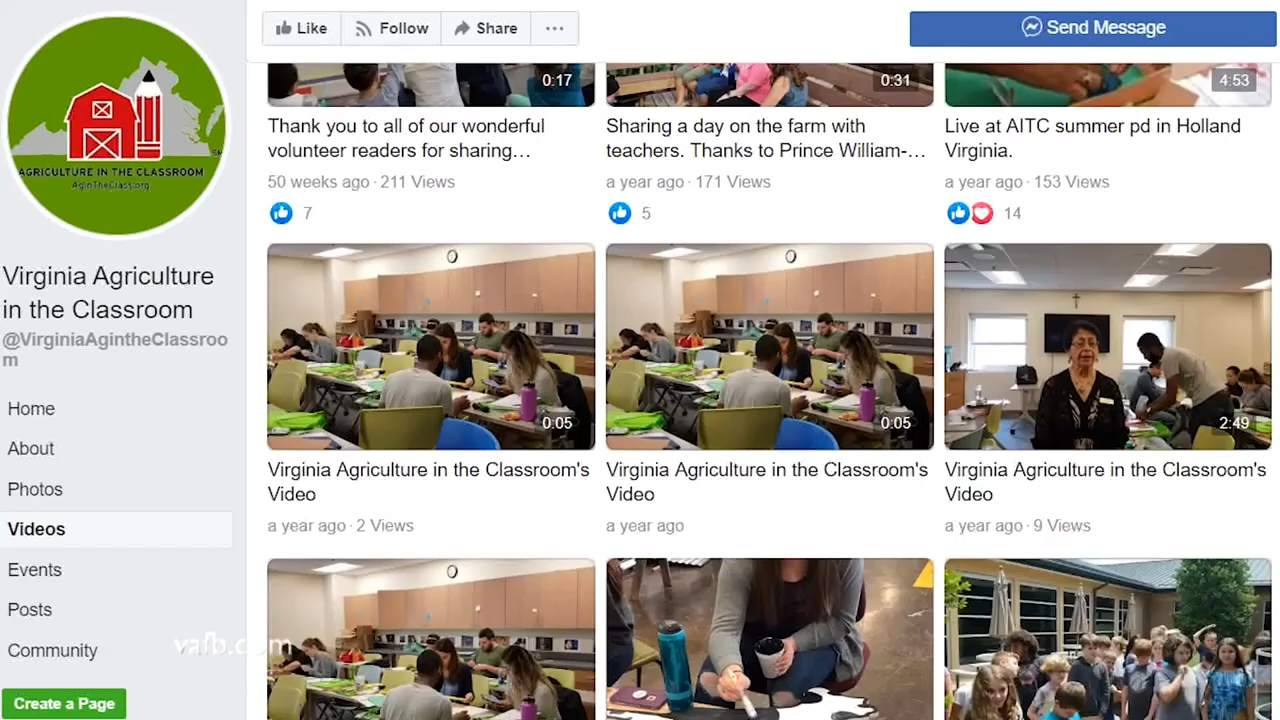 AGRICULTURE IN THE CLASSROOM
AgInTheClass.org
Virginia Agriculture
in the Classroom
@VirginiaAgintheClassroo
m
Home
About
Photos
Videos
Events
Posts
Community
Create a Page
vafb.com
Like
Follow
Share
Send Message
0:17
0:31
4:53
Thank you to all of our wonderful
volunteer readers for sharing…
50 weeks ago · 211 Views
7
Sharing a day on the farm with
teachers. Thanks to Prince William-…
a year ago · 171 Views
5
Live at AITC summer pd in Holland
Virginia.
a year ago · 153 Views
14
0:05
0:05
2:49
Virginia Agriculture in the Classroom's
Video
a year ago · 2 Views
Virginia Agriculture in the Classroom's
Video
a year ago
Virginia Agriculture in the Classroom's
Video
a year ago · 9 Views